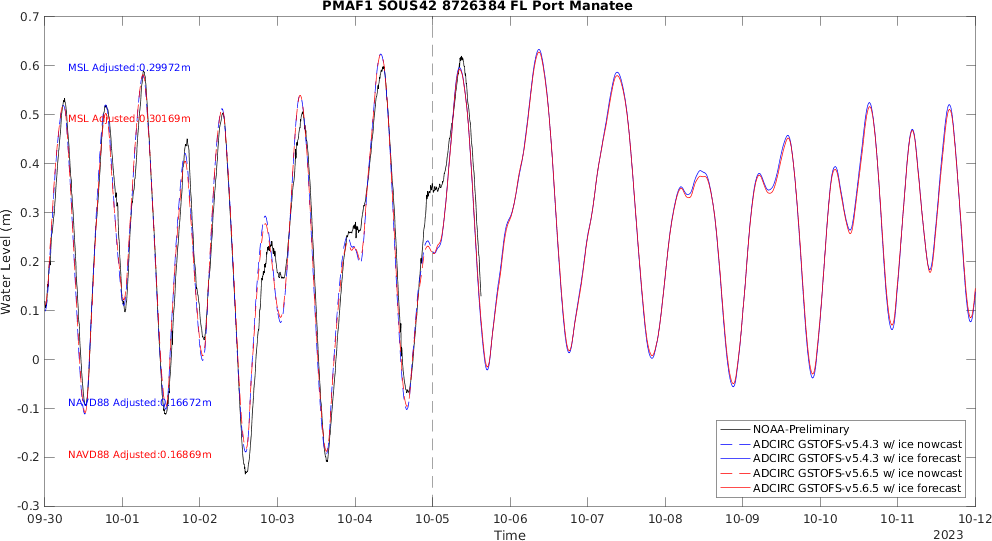 PMAF1 SOUS42 8726384 FL Port Manatee
0.7
0.6
0.5
0.4
0.3
0.2
0.1
0
-0.1
-0.2
-0.3
Water Level (m)
MSL Adjusted:0.29972m
MSL Adjusted:0.30169m
NAVD88 Adjusted:0.16672m
NAVD88 Adjusted:0.16869m
NOAA-Preliminary
ADCIRC GSTOFS-v5.4.3 w/ ice nowcast
ADCIRC GSTOFS-v5.4.3 w/ ice forecast
ADCIRC GSTOFS-v5.6.5 w/ ice nowcast
ADCIRC GSTOFS-v5.6.5 w/ ice forecast
09-30 10-01 10-02 10-03 10-04 10-05 10-06 10-07 10-08 10-09 10-10 10-11 10-12
Time
2023